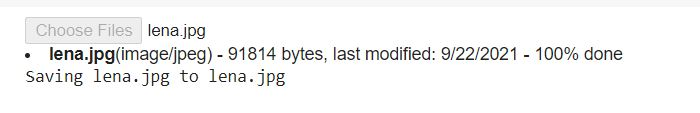 Choose Files lena.jpg
• lena.jpg(image/jpeg) - 91814 bytes, last modified: 9/22/2021 - 100% done
Saving lena.jpg to lena.jpg